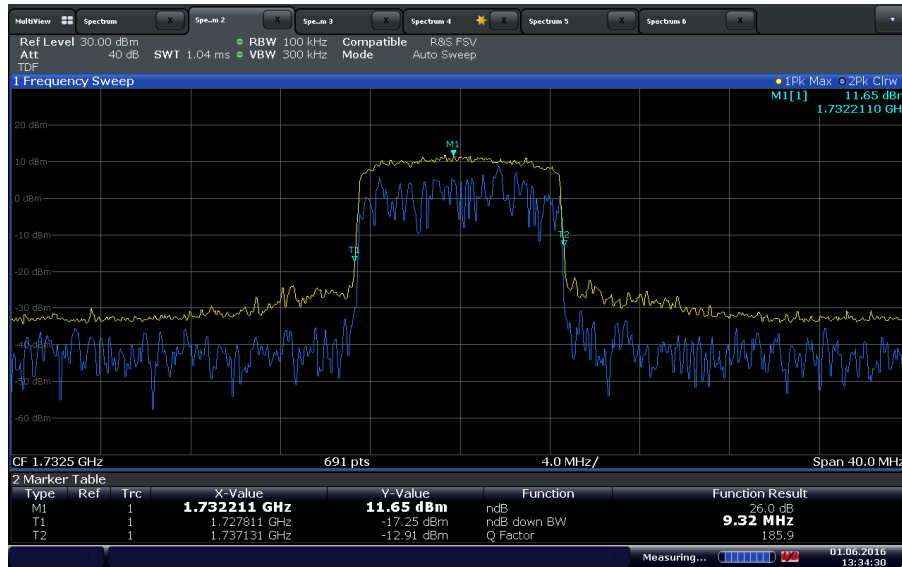 MultiView Spectrum X Spe...m 2 X Spe...m 3 X Spectrum 4 X Spectrum 5 X Spectrum 6 X
Ref Level 30.00 dBm RBW 100 kHz Compatible R&S FSV
Att 40 dB SWT 1.04 ms VBW 300 kHz Mode Auto Sweep
TDF
1 Frequency Sweep 1Pk Max 2Pk Clrw
M1[1] 11.65 dBm
1.7322110 GH
20 dBm
M1
10 dBm
0 dBm
-10 dBm
T2
T1
-20 dBm
-30 dBm
-40 dBm
-50 dBm
-60 dBm
CF 1.7325 GHz 691 pts 4.0 MHz/ Span 40.0 MHz
2 Marker Table
Type Ref Trc X-Value Y-Value Function Function Result
M1 1 1.732211 GHz 11.65 dBm ndB 26.0 dB
T1 1 1.727811 GHz -17.25 dBm ndB down BW 9.32 MHz
T2 1 1.737131 GHz -12.91 dBm Q Factor 185.9
Measuring... 01.06.2016
13:34:30